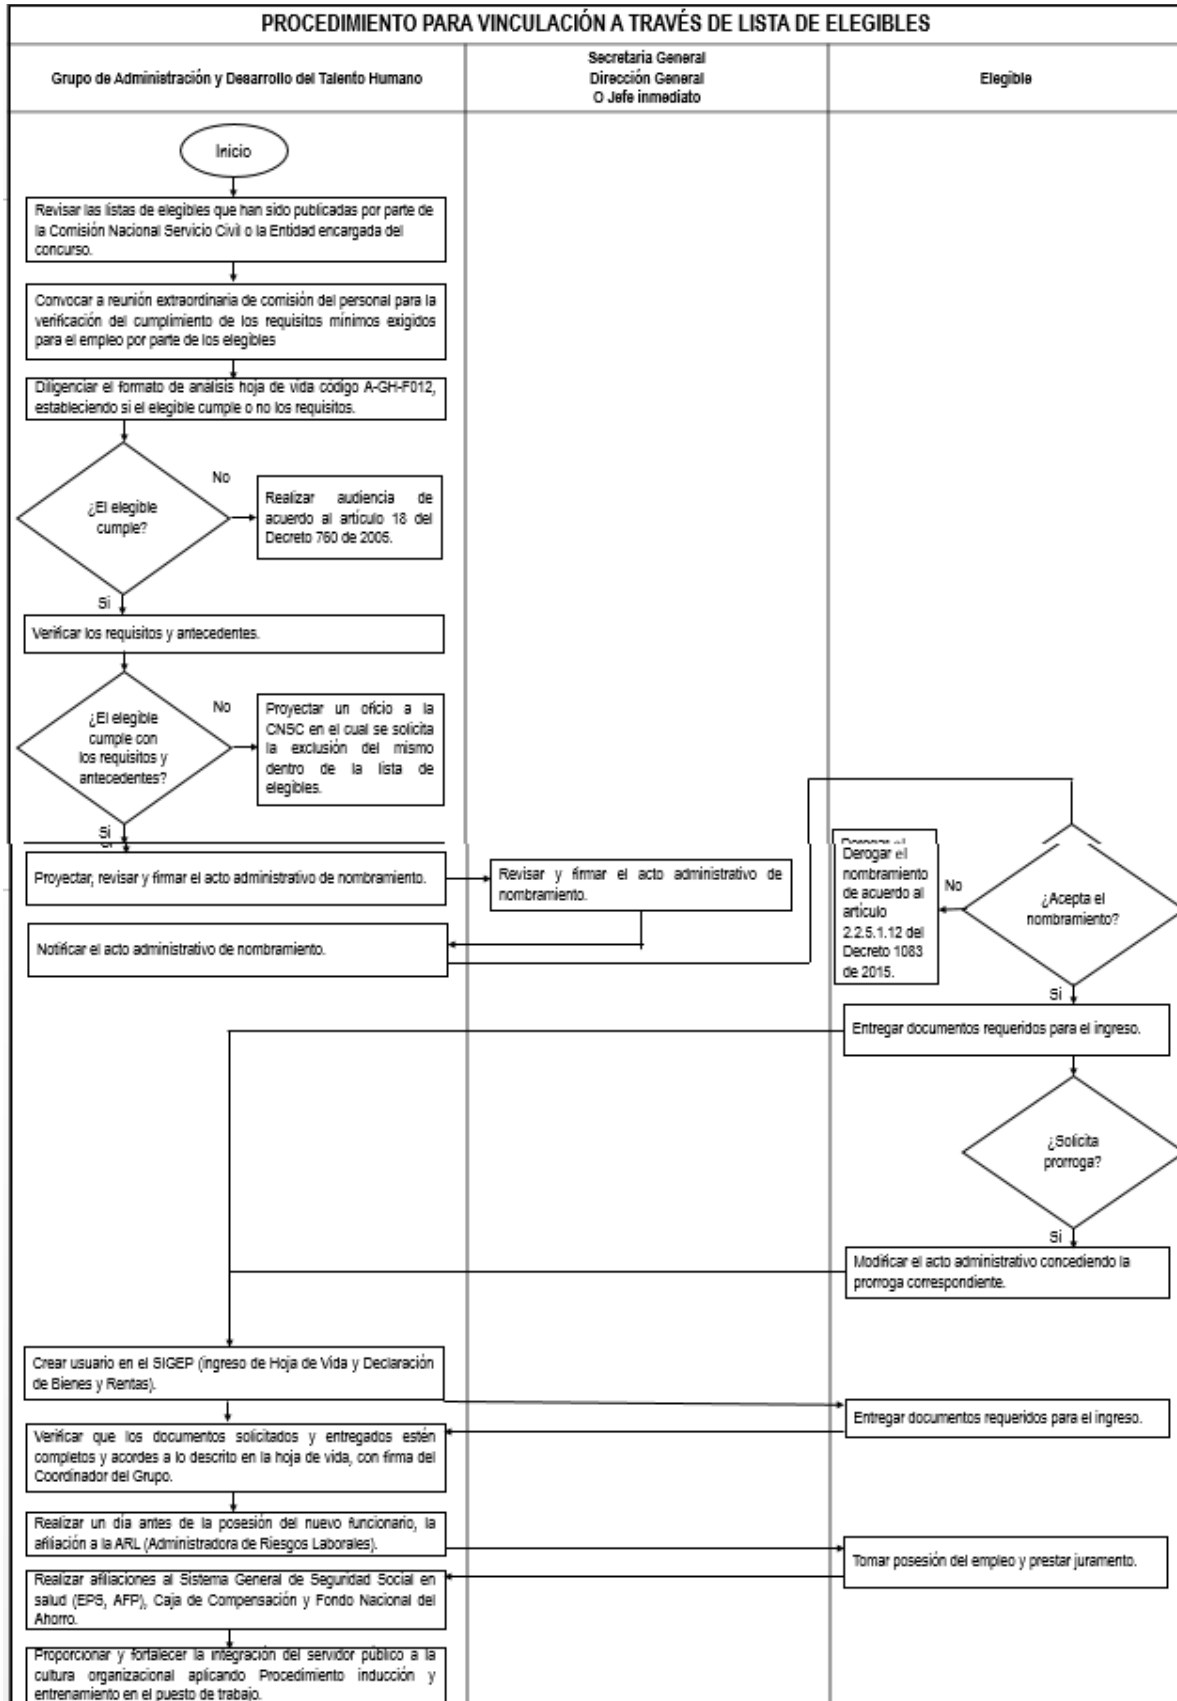 PROCEDIMIENTO PARA VINCULACIÓN A TRAVÉS DE LISTA DE ELEGIBLES
Grupo de Administración y Desarrollo del Talento Humano
Secretaria General
Dirección General
O Jefe inmediato
Elegible
Inicio
Revisar las listas de elegibles que han sido publicadas por parte de
la Comisión Nacional Servicio Civil o la Entidad encargada del
concurso.
Convocar a reunión extraordinaria de comisión del personal para la
verificación del cumplimiento de los requisitos mínimos exigidos
para el empleo por parte de los elegibles
Diligenciar el formato de análisis hoja de vida código A-GH-F012,
estableciendo si el elegible cumple o no los requisitos.
¿El elegible
cumple?
No
Realizar audiencia de
acuerdo al artículo 18 del
Decreto 760 de 2005.
Si
Verificar los requisitos y antecedentes.
¿El elegible
cumple con
los requisitos y
antecedentes?
No
Proyectar un oficio a la
CNSC en el cual se solicita
la exclusión del mismo
dentro de la lista de
elegibles.
Si
Proyectar, revisar y firmar el acto administrativo de nombramiento.
Revisar y firmar el acto administrativo de
nombramiento.
Notificar el acto administrativo de nombramiento.
¿Acepta el
nombramiento?
No
Derogar el
Derogar el
nombramiento
de acuerdo al
artículo
2.2.5.1.12 del
Decreto 1083
de 2015.
Si
Entregar documentos requeridos para el ingreso.
¿Solicita
prorroga?
Si
Modificar el acto administrativo concediendo la
prorroga correspondiente.
Crear usuario en el SIGEP (ingreso de Hoja de Vida y Declaración
de Bienes y Rentas).
Entregar documentos requeridos para el ingreso.
Verificar que los documentos solicitados y entregados estén
completos y acordes a lo descrito en la hoja de vida, con firma del
Coordinador del Grupo.
Realizar un día antes de la posesión del nuevo funcionario, la
afiliación a la ARL (Administradora de Riesgos Laborales).
Tomar posesión del empleo y prestar juramento.
Realizar afiliaciones al Sistema General de Seguridad Social en
salud (EPS, AFP), Caja de Compensación y Fondo Nacional del
Ahorro.
Proporcionar y fortalecer la integración del servidor público a la
cultura organizacional aplicando Procedimiento inducción y
entrenamiento en el puesto de trabajo.